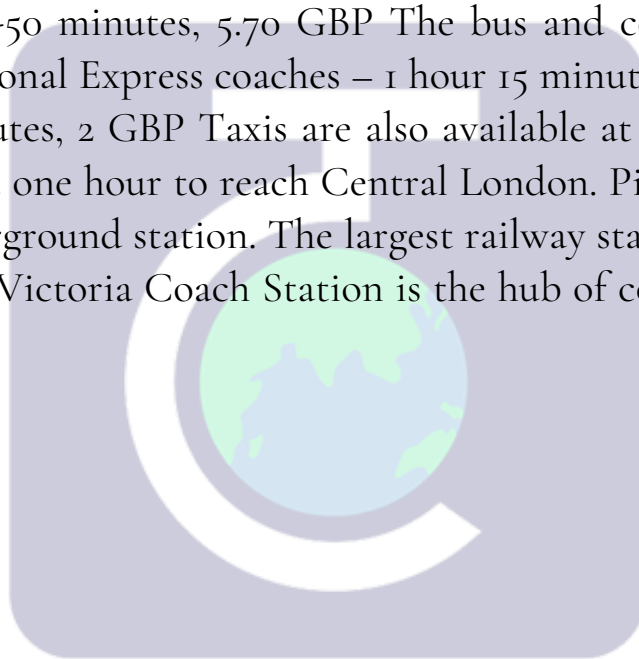 -50 minutes, 5.70 GBP The bus and c
onal Express coaches – 1 hour 15 minut
utes, 2 GBP Taxis are also available at
one hour to reach Central London. Pi
rground station. The largest railway sta
Victoria Coach Station is the hub of c